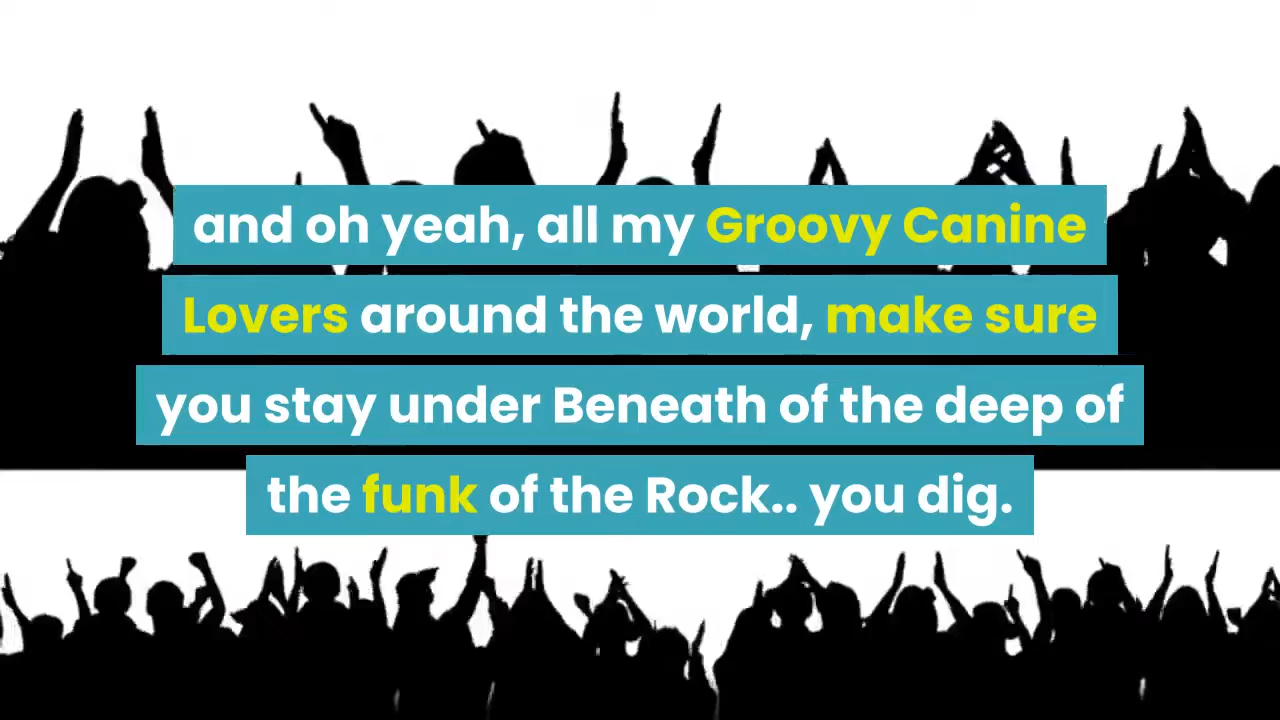 and oh yeah, all my Groovy Canine
Lovers around the world, make sure
you stay under Beneath of the deep of
the funk of the Rock.. you dig.